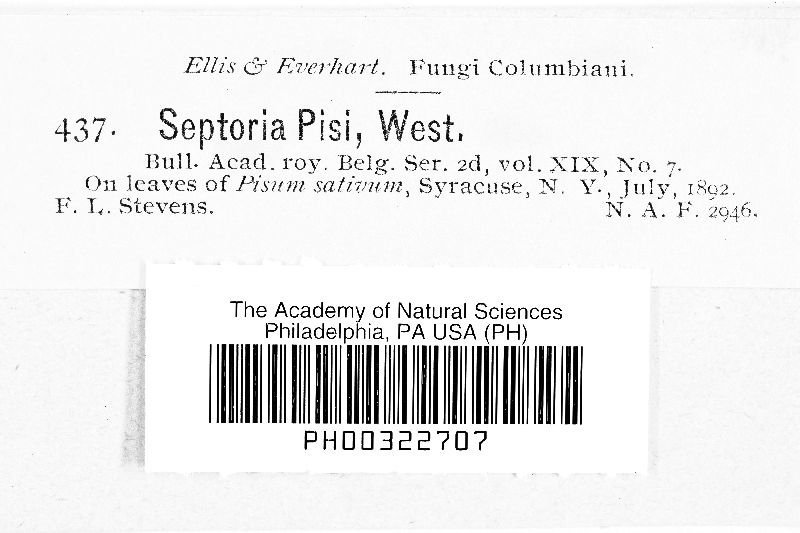 Ellis & Everhart. Fungi Columbiani.
437. Septoria Pisi, West.
Bull. Acad. roy. Belg. Ser. 2d, vol. XIX, No. 7.
On leaves of Pisum sativum, Syracuse, N. Y., July, 1892.
F. L. Stevens. N. A. F. 2946.
The Academy of Natural Sciences
Philadelphia, PA USA (PH)
PH00322707